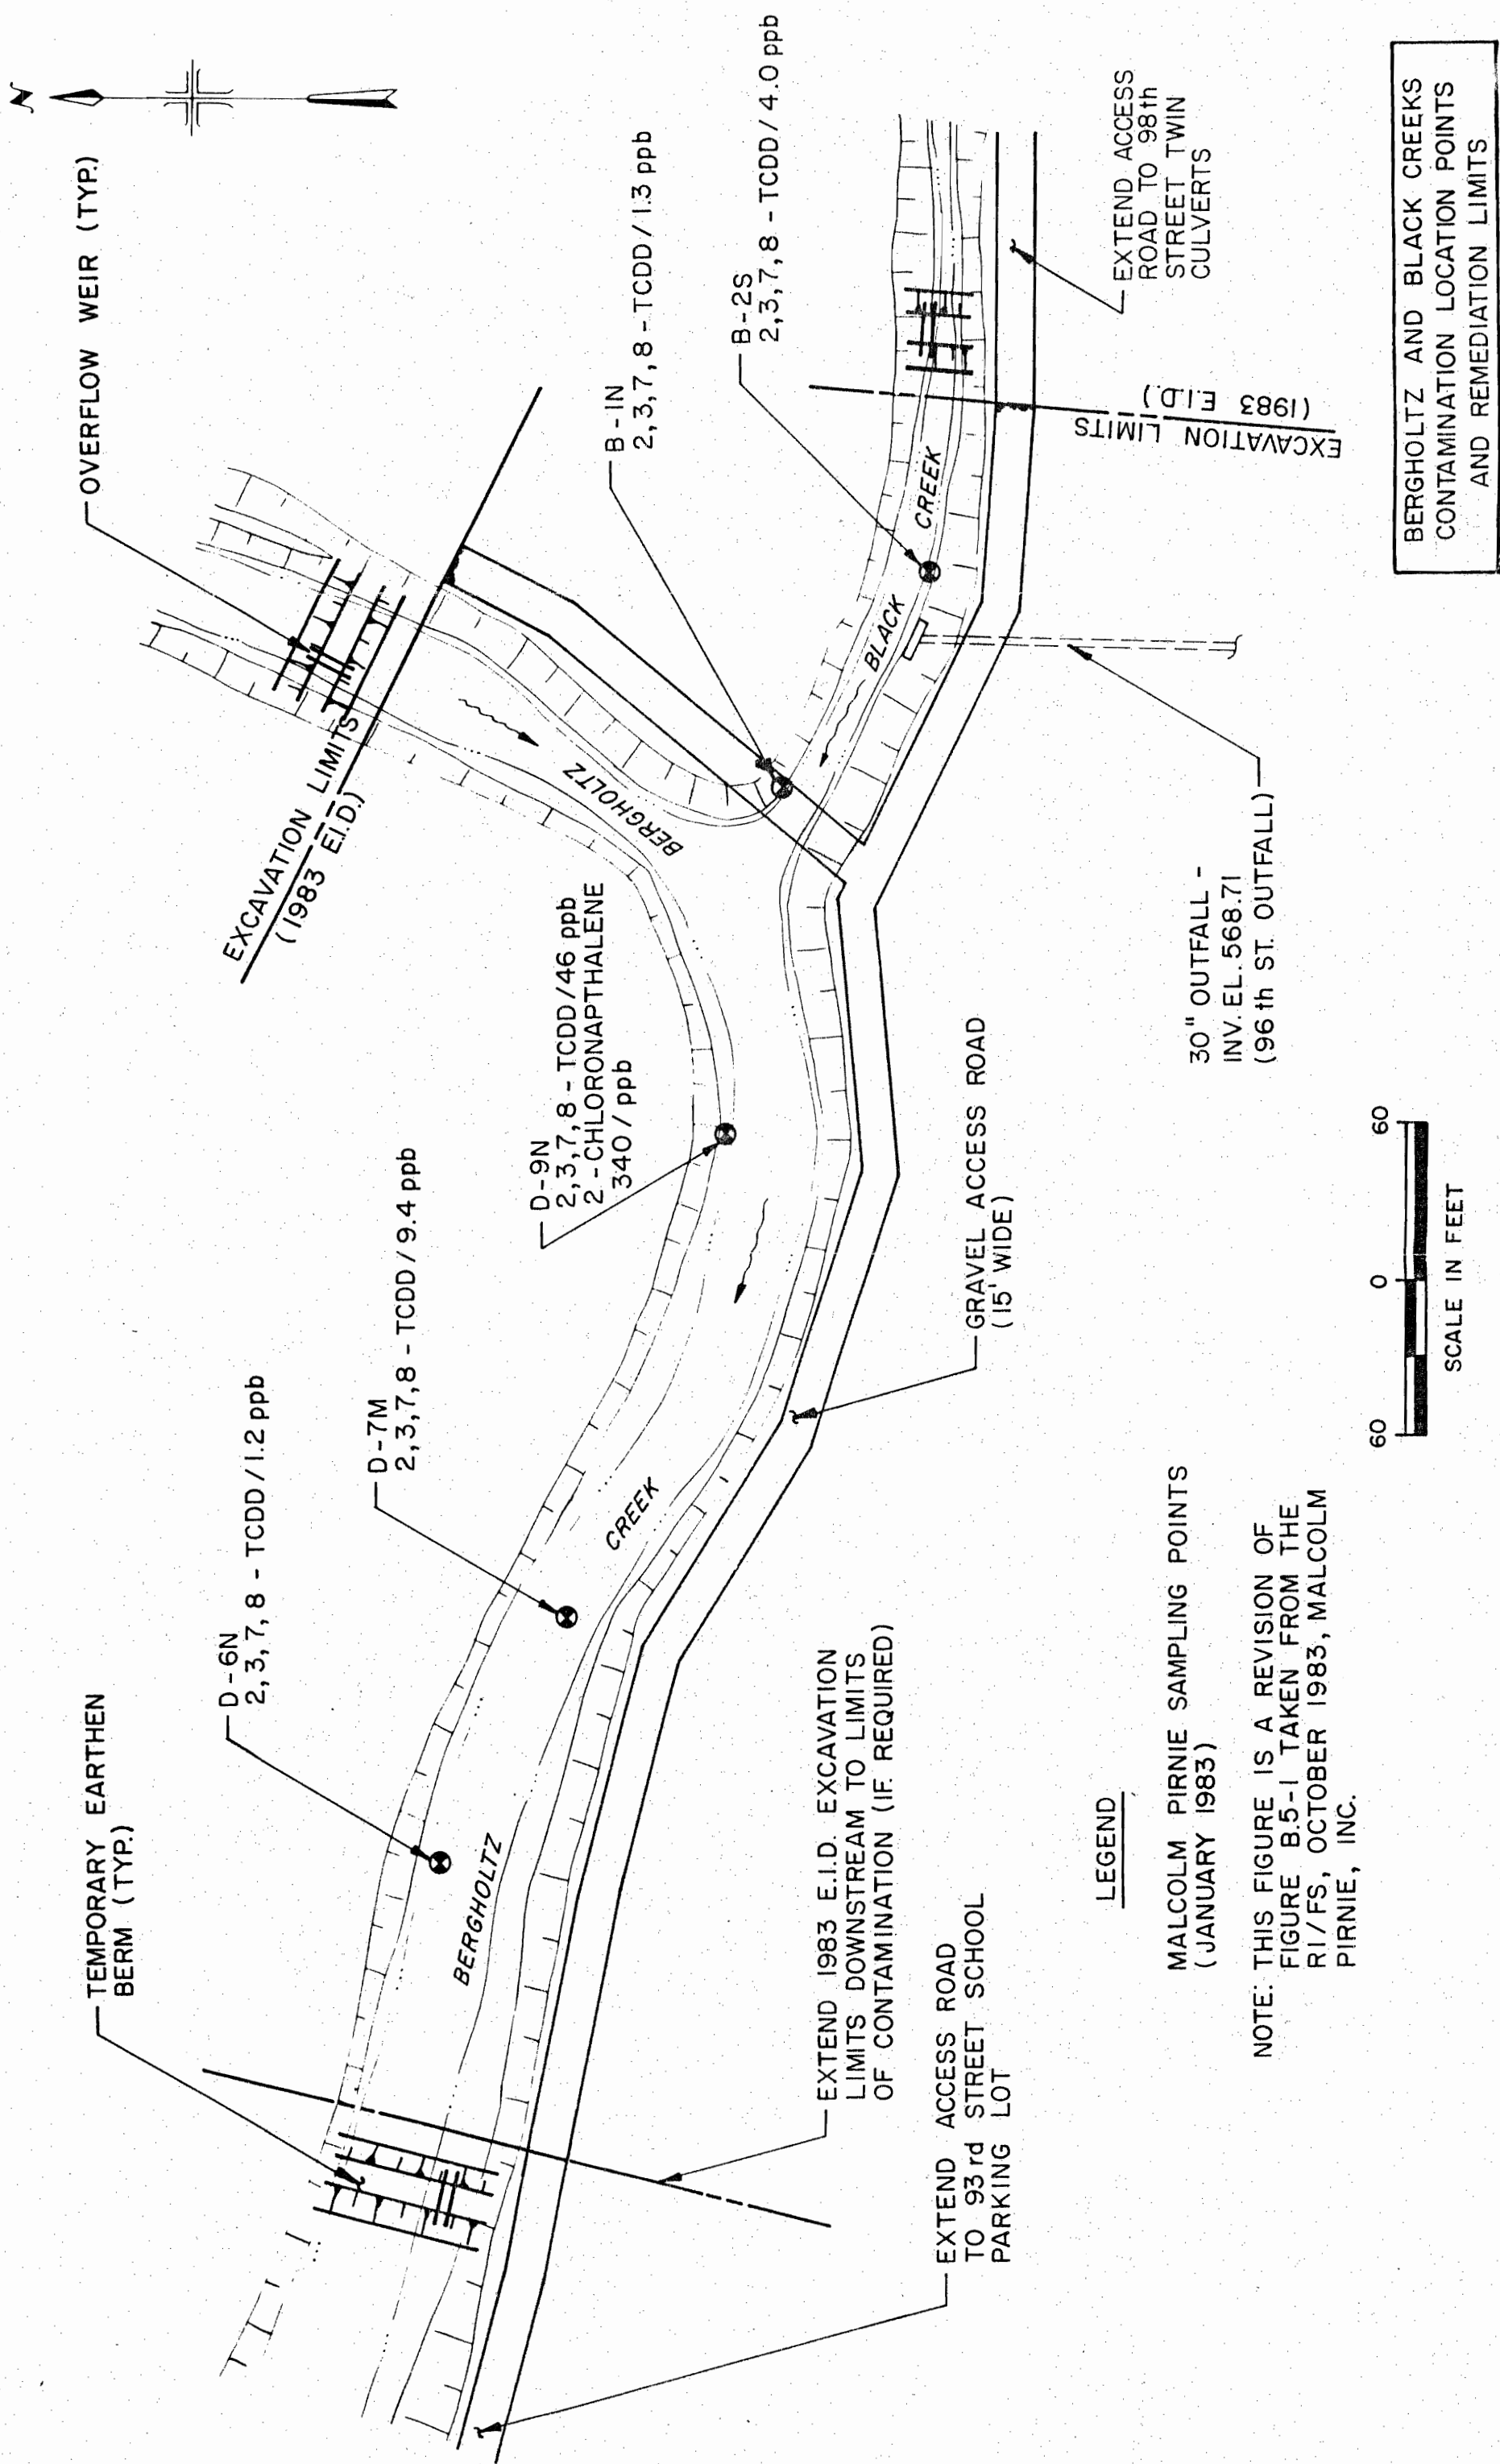 N
OVERFLOW WEIR (TYP.)
TEMPORARY EARTHEN
BERM (TYP.)
D-6N
2,3,7,8 - TCDD / 1.2 ppb
D-7M
2,3,7,8 - TCDD / 9.4 ppb
D-9N
2,3,7,8 - TCDD/46 ppb
2 - CHLORONAPTHALENE
340 / ppb
EXCAVATION LIMITS
(1983 E.I.D.)
B-1N
2,3,7,8 - TCDD / 1.3 ppb
B-2S
2,3,7,8 - TCDD / 4.0 ppb
BERGHOLTZ
BERGHOLTZ
CREEK
BLACK
CREEK
EXCAVATION LIMITS
(1983 E.I.D.)
EXTEND ACCESS
ROAD TO 98th
STREET TWIN
CULVERTS
EXTEND 1983 E.I.D. EXCAVATION
LIMITS DOWNSTREAM TO LIMITS
OF CONTAMINATION (IF REQUIRED)
EXTEND ACCESS ROAD
TO 93 rd STREET SCHOOL
PARKING LOT
GRAVEL ACCESS ROAD
(15' WIDE)
30" OUTFALL -
INV. EL. 568.71
(96 th ST. OUTFALL)
LEGEND
MALCOLM PIRNIE SAMPLING POINTS
(JANUARY 1983)
NOTE: THIS FIGURE IS A REVISION OF
FIGURE B.5-1 TAKEN FROM THE
RI/FS, OCTOBER 1983, MALCOLM
PIRNIE, INC.
60 0 60
SCALE IN FEET
BERGHOLTZ AND BLACK CREEKS
CONTAMINATION LOCATION POINTS
AND REMEDIATION LIMITS